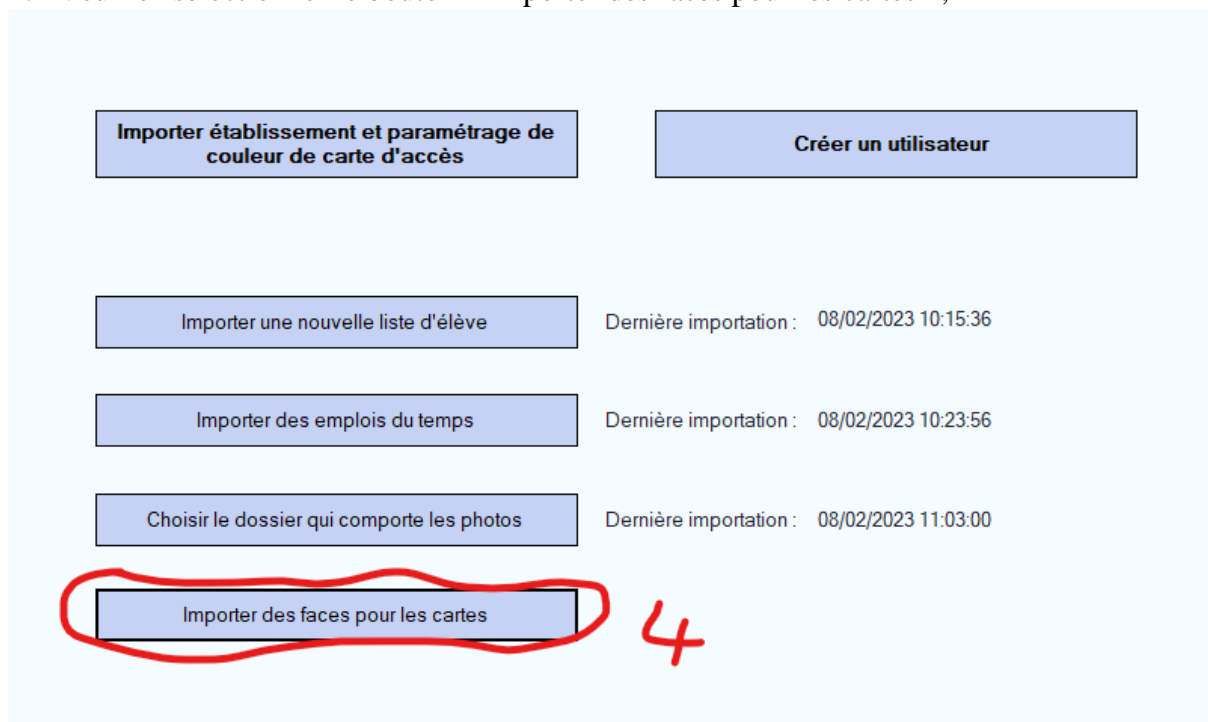 Importer établissement et paramétrage de
couleur de carte d'accès
Créer un utilisateur
Importer une nouvelle liste d'élève
Dernière importation : 08/02/2023 10:15:36
Importer des emplois du temps
Dernière importation : 08/02/2023 10:23:56
Choisir le dossier qui comporte les photos
Dernière importation : 08/02/2023 11:03:00
Importer des faces pour les cartes
4